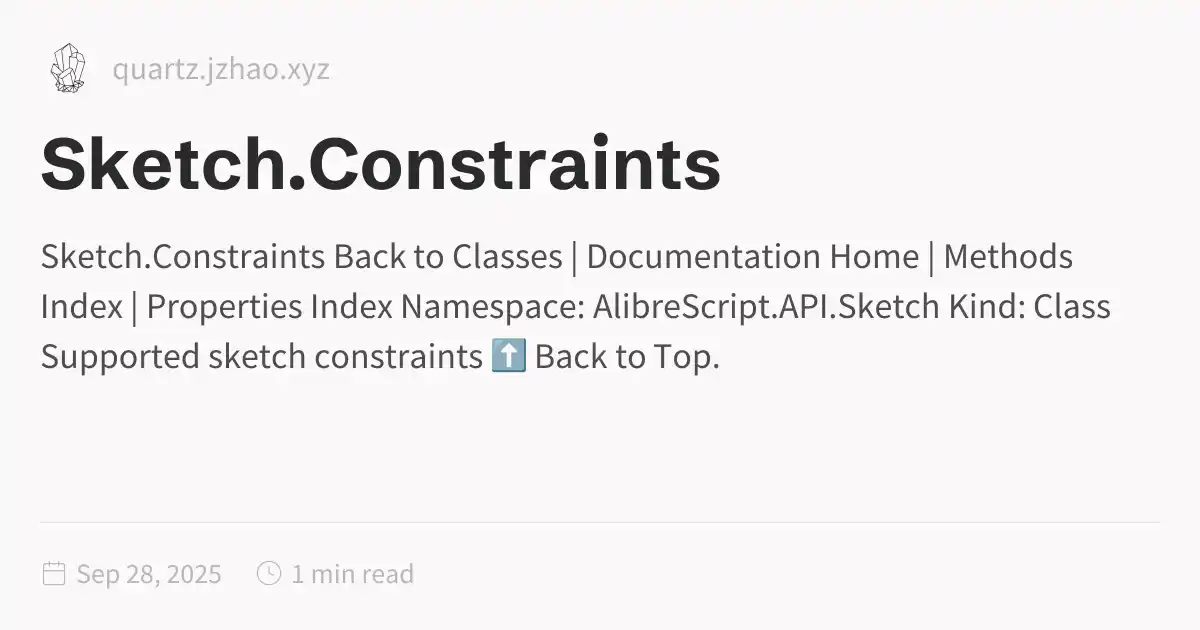 quartz.jzhao.xyz
Sketch.Constraints
Sketch.Constraints Back to Classes | Documentation Home | Methods
Index | Properties Index Namespace: AlibreScript.API.Sketch Kind: Class
Supported sketch constraints ⬆️ Back to Top.
Sep 28, 2025
1 min read